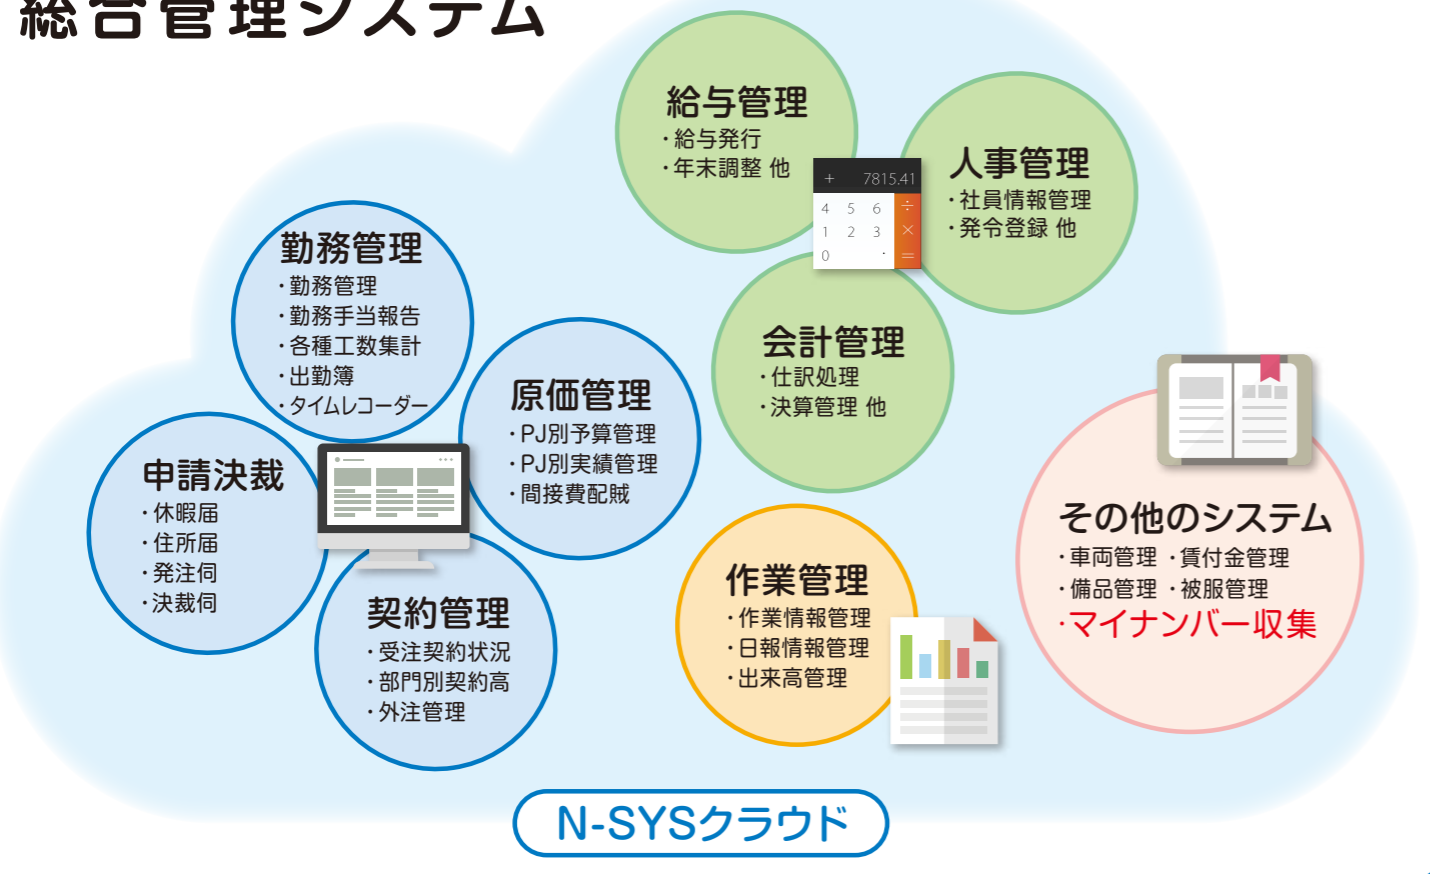 総合管理システム
給与管理
・給与発行
・年末調整 他
人事管理
・社員情報管理
・発令登録 他
+ 7815.41
4 5 6 ÷
1 2 3 ×
0 . =
勤務管理
・勤務管理
・勤務手当報告
・各種工数集計
・出勤簿
・タイムレコーダー
原価管理
・PJ別予算管理
・PJ別実績管理
・間接費配賦
会計管理
・仕訳処理
・決算管理 他
申請決裁
・休暇届
・住所届
・発注伺
・決裁伺
契約管理
・受注契約状況
・部門別契約高
・外注管理
作業管理
・作業情報管理
・日報情報管理
・出来高管理
その他のシステム
・車両管理 ・賃付金管理
・備品管理 ・被服管理
・マイナンバー収集
N-SYSクラウド